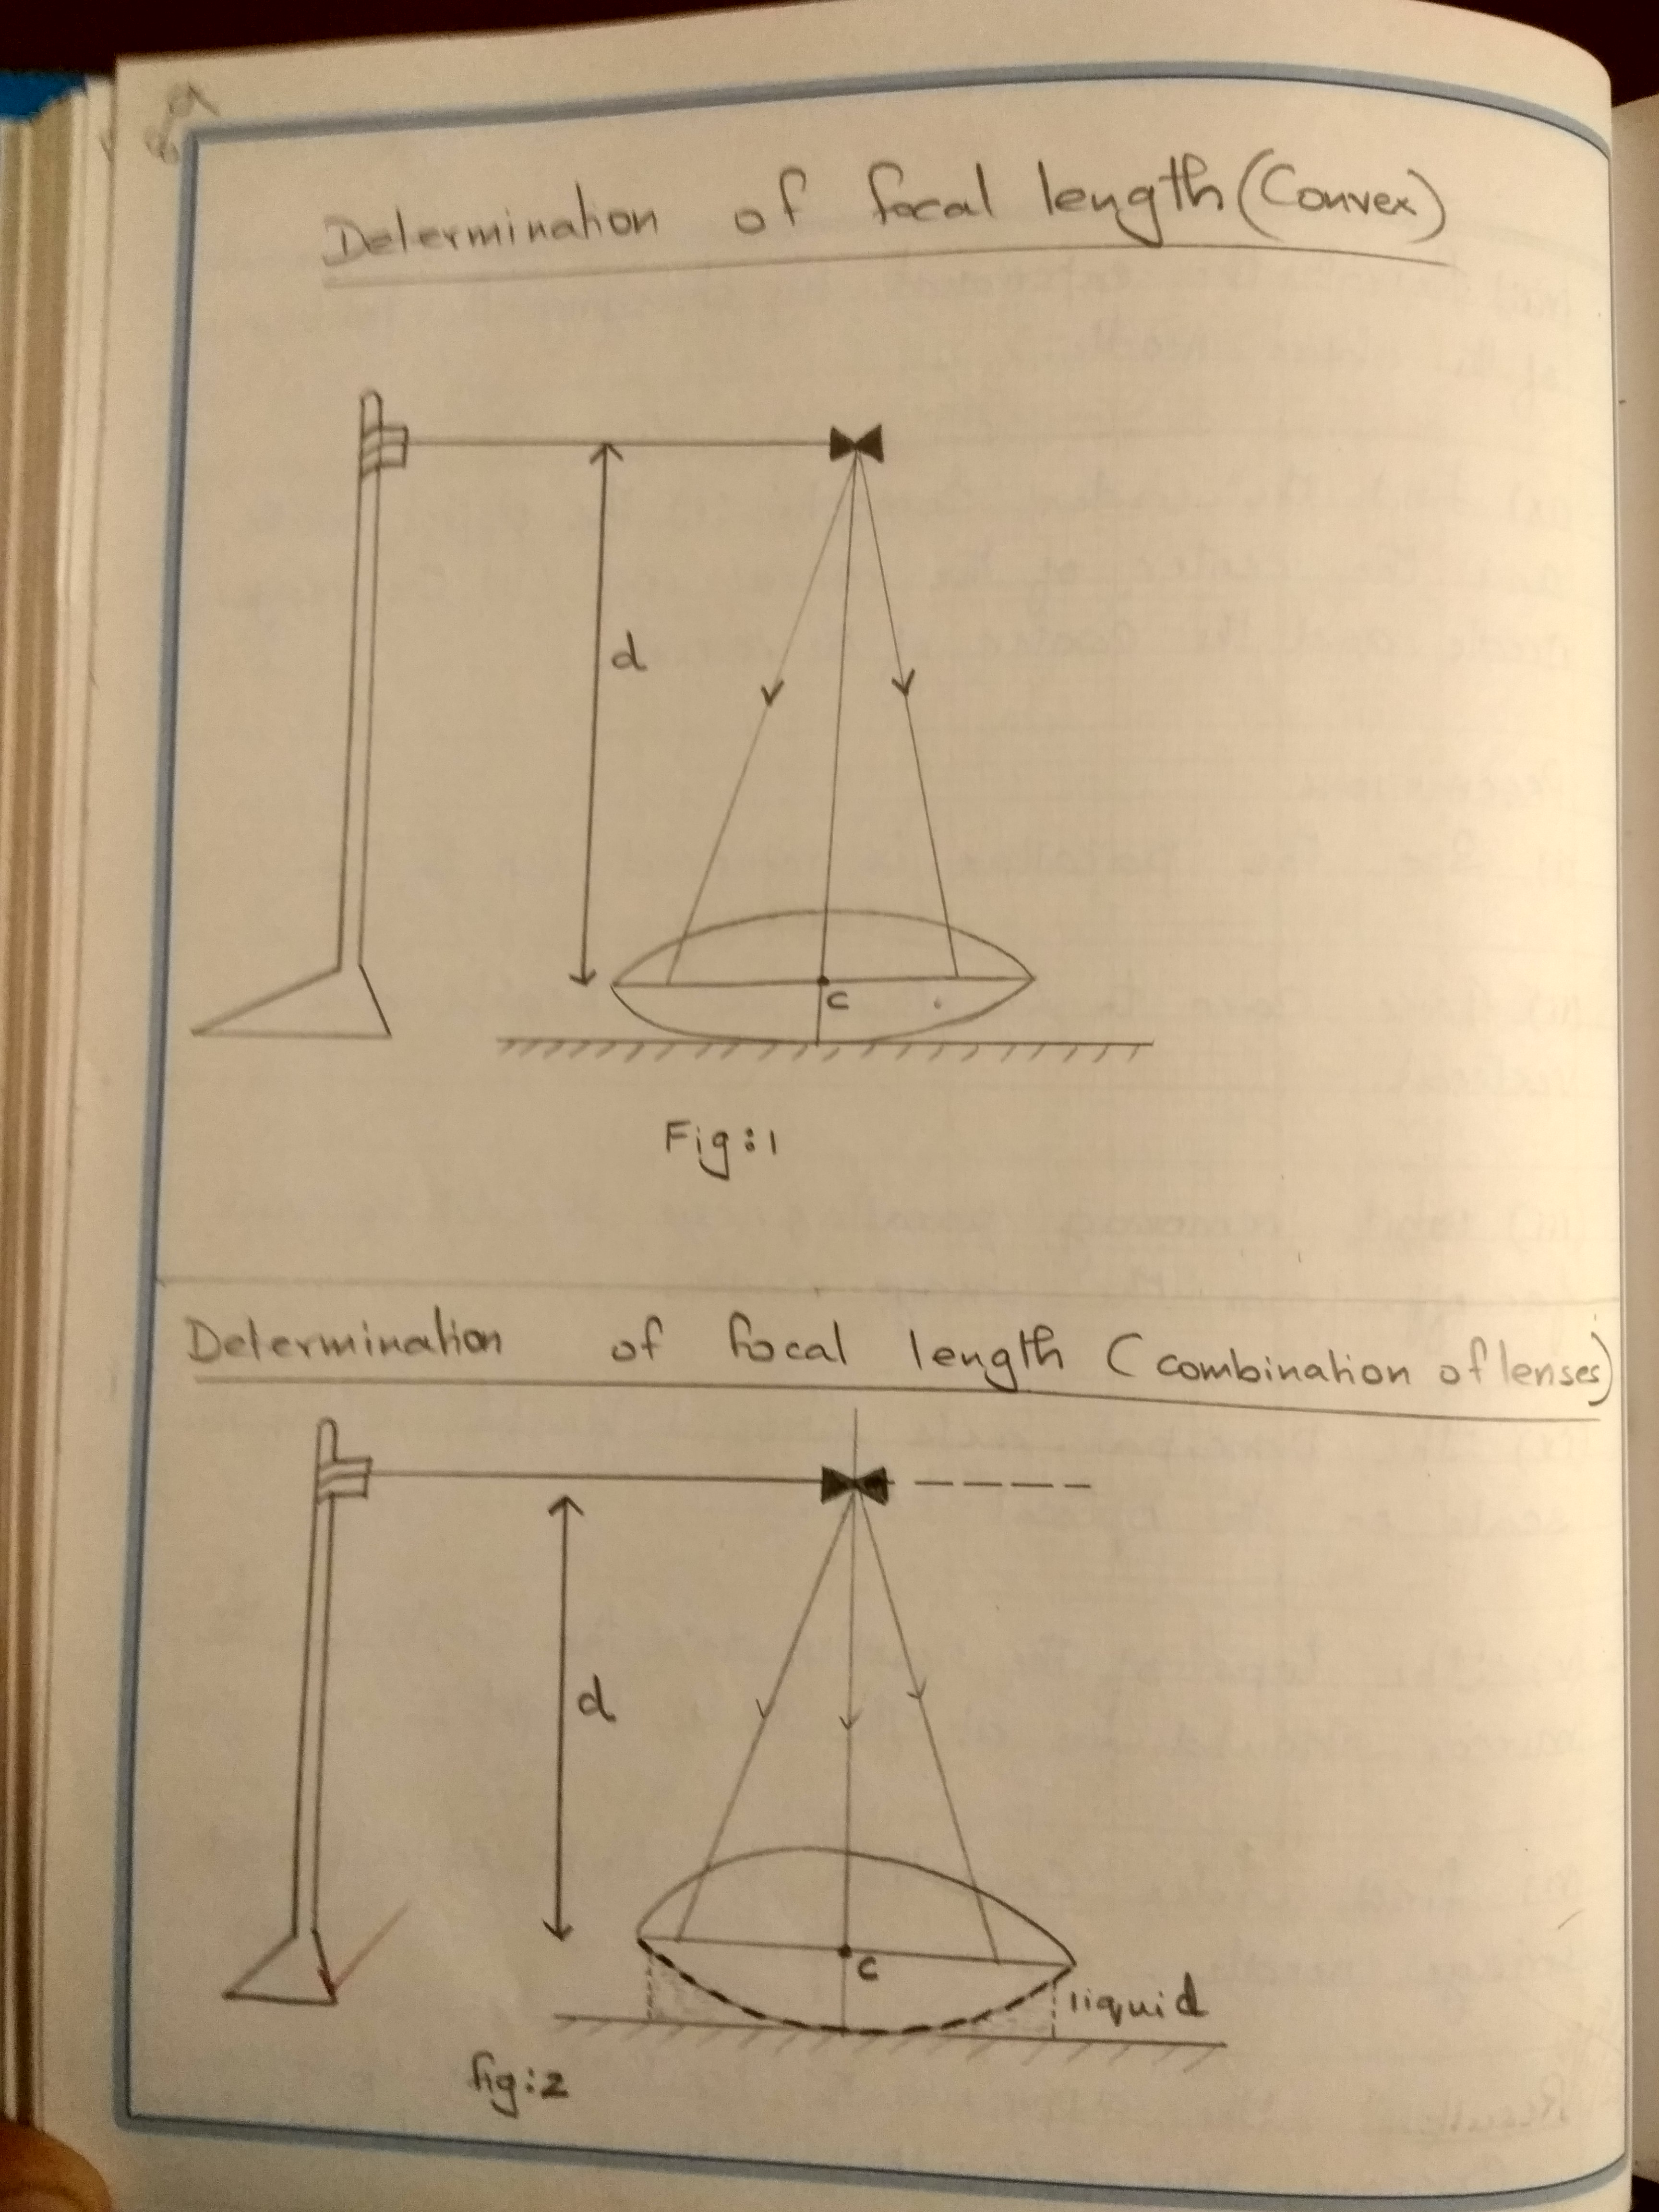 Determination of focal length (Convex)
d
c
Fig:1
Determination of focal length (combination of lenses)
d
c
liquid
fig:2